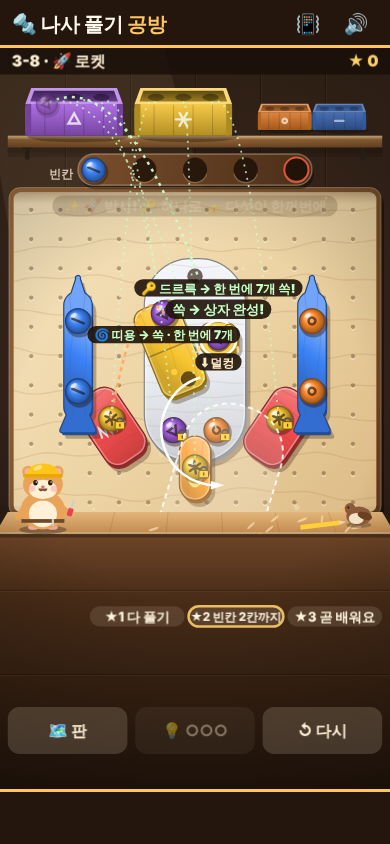 나사 풀기 공방
3-8 · 🚀 로켓
★ 0
빈칸
🔑 드르륵 → 한 번에 7개 쏙!
쏙 → 상자 완성!
🌀 띠용 → 쏙 · 한 번에 7개
⬇덜컹
★1 다 풀기
★2 빈칸 2칸까지
★3 곧 배워요
🗺️ 판
💡 ○○○
↺ 다시